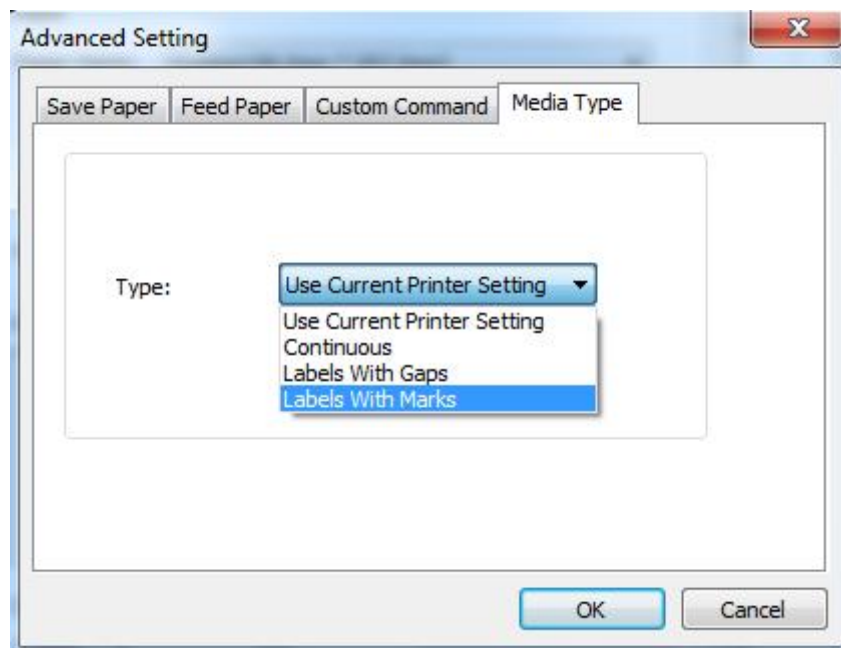 Advanced Setting
Save Paper Feed Paper Custom Command Media Type
Type: Use Current Printer Setting
Use Current Printer Setting
Continuous
Labels With Gaps
Labels With Marks
OK Cancel